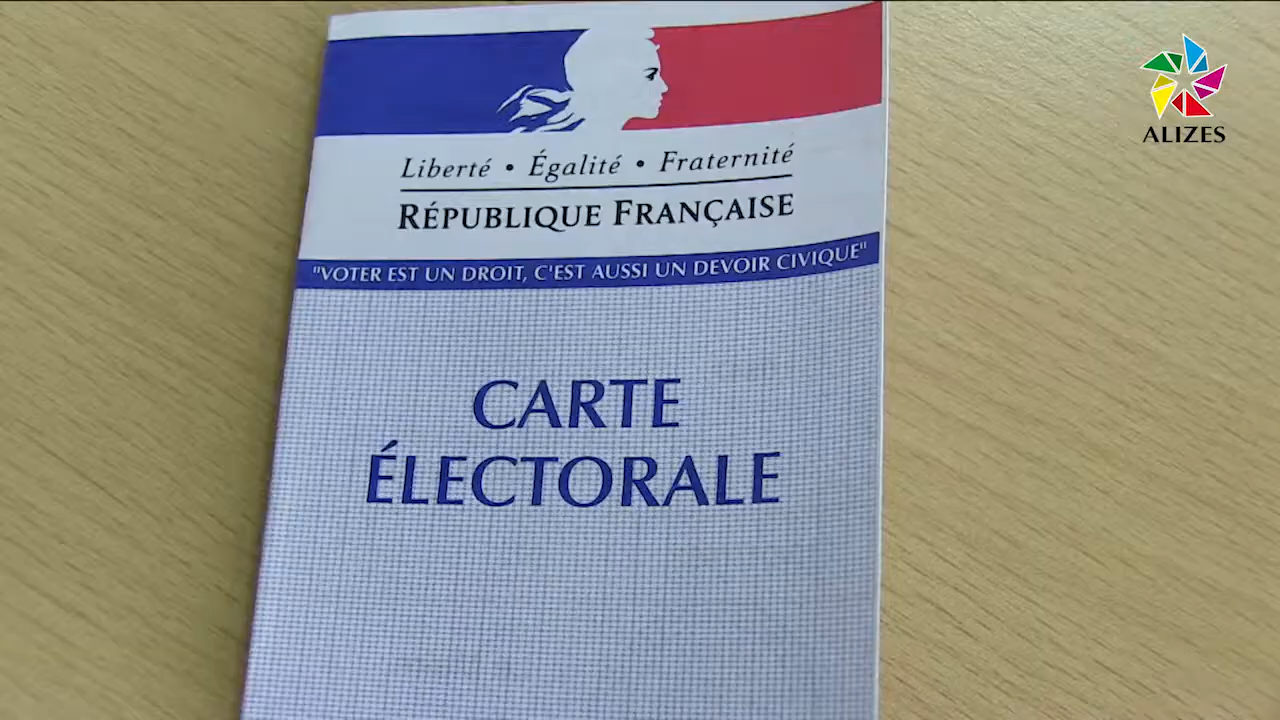 Liberté • Égalité • Fraternité
RÉPUBLIQUE FRANÇAISE
"VOTER EST UN DROIT, C'EST AUSSI UN DEVOIR CIVIQUE"
CARTE
ÉLECTORALE
ALIZES